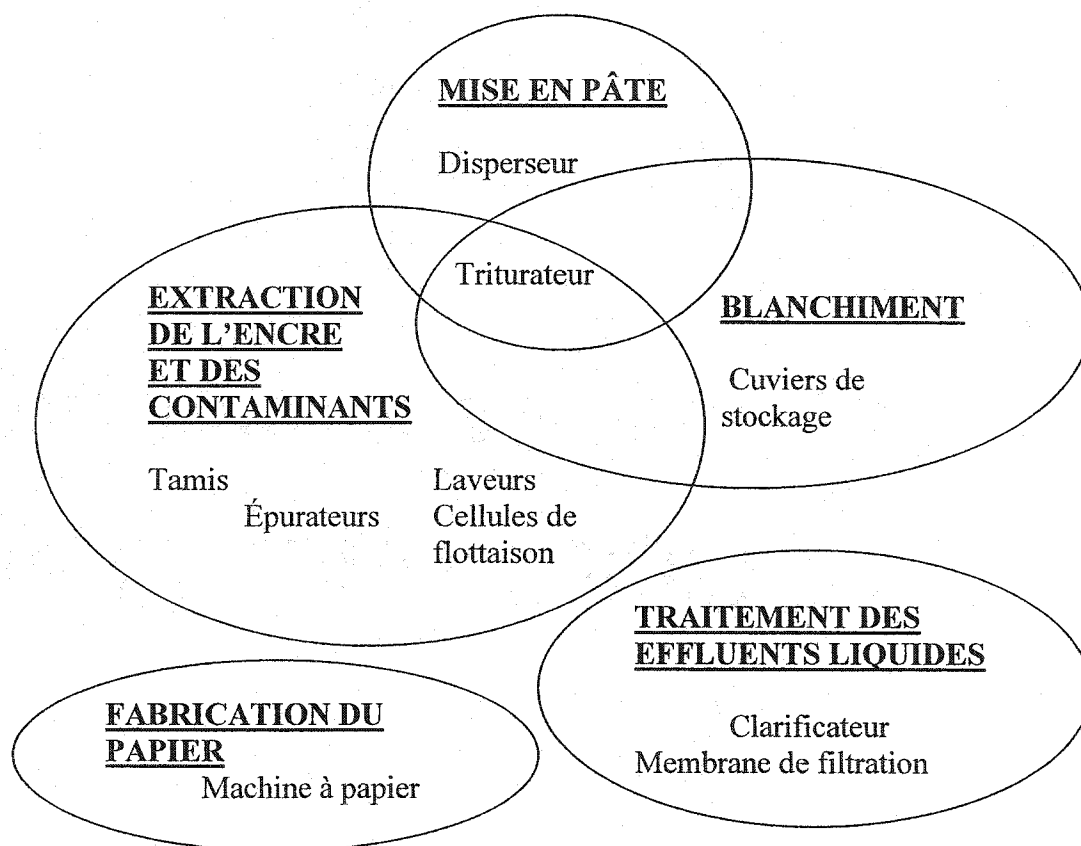 MISE EN PÂTE
Disperseur
Triturateur
EXTRACTION
DE L'ENCRE
ET DES
CONTAMINANTS
Tamis
Épurateurs
Laveurs
Cellules de
flottaison
BLANCHIMENT
Cuviers de
stockage
TRAITEMENT DES
EFFLUENTS LIQUIDES
Clarificateur
Membrane de filtration
FABRICATION DU
PAPIER
Machine à papier